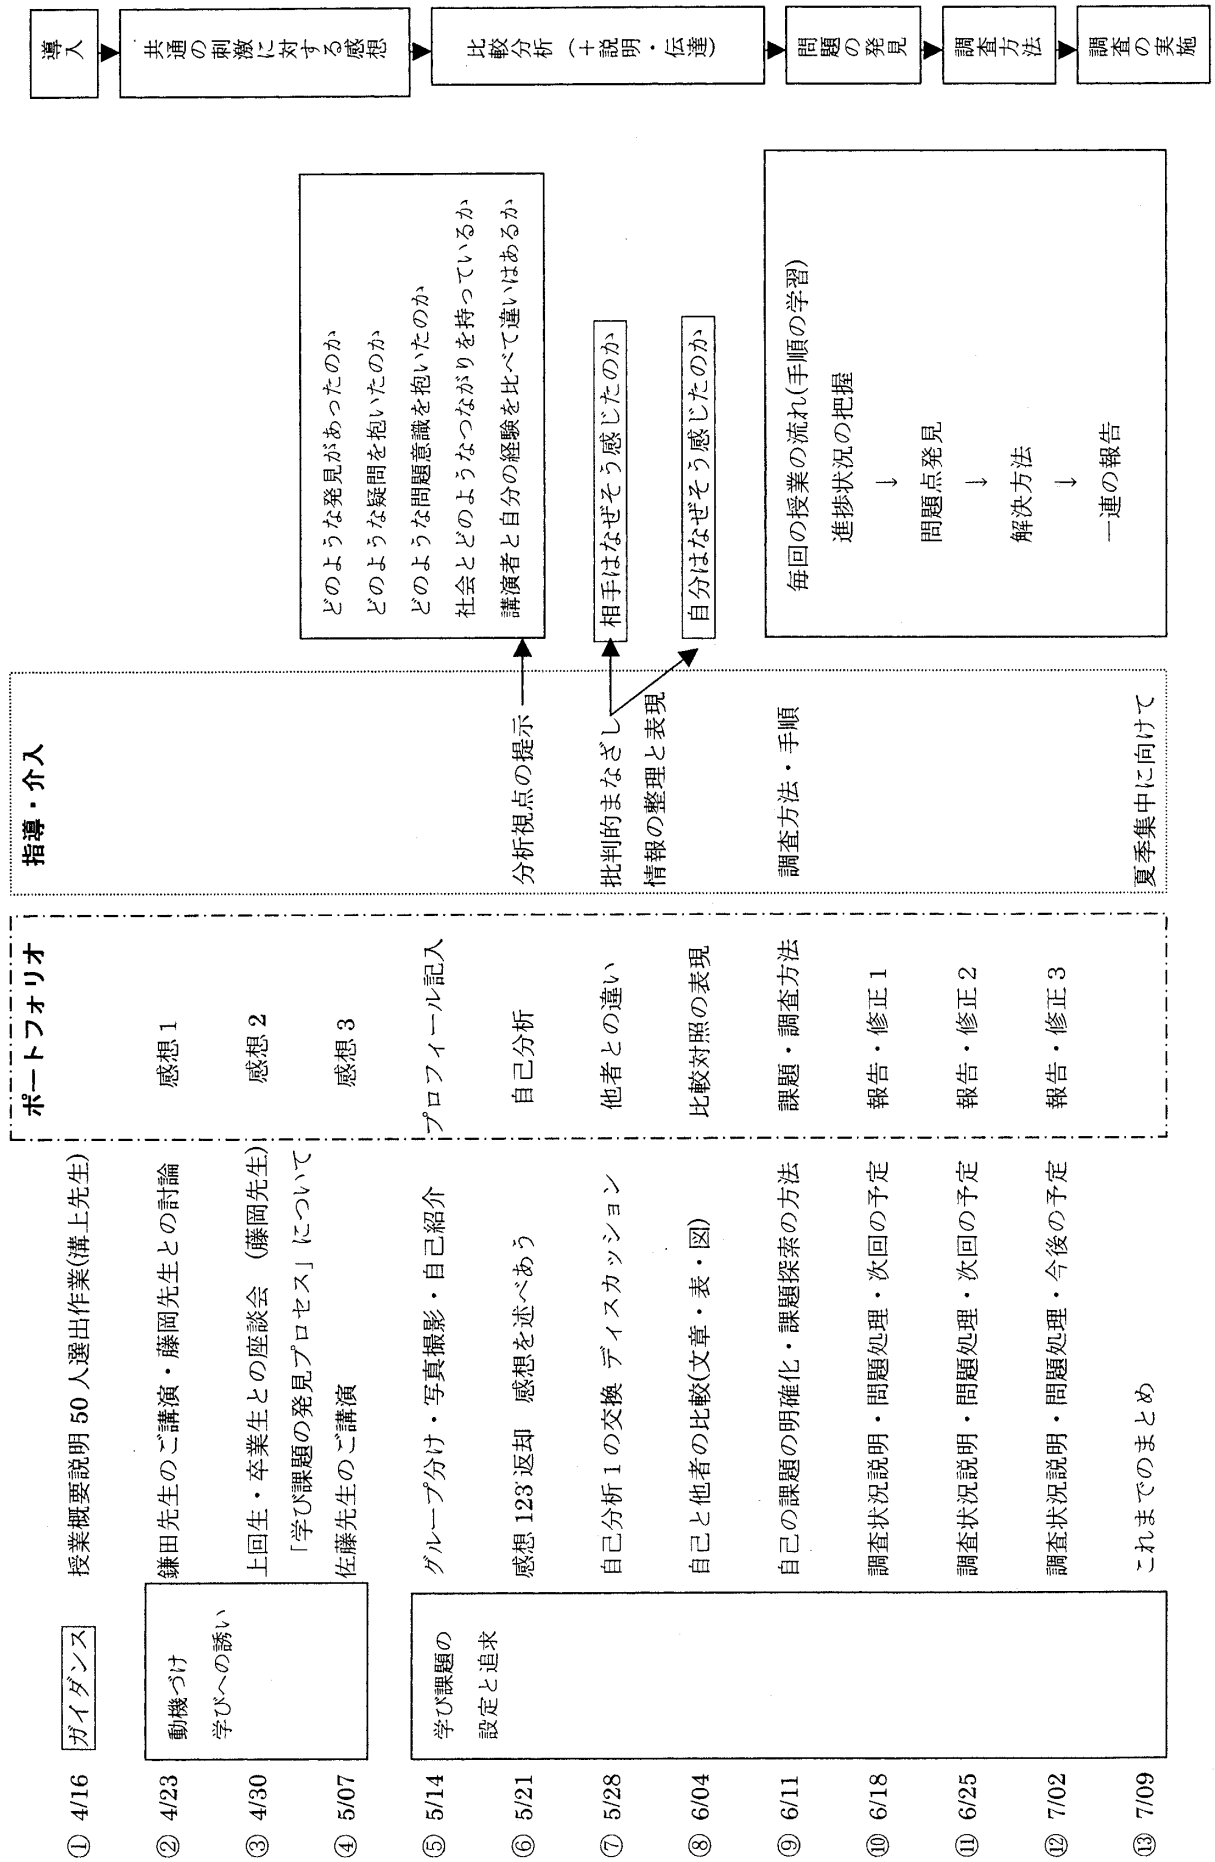 ポートフォリオ
指導・介入
① 4/16 ガイダンス 授業概要説明 50 人選出作業(溝上先生)
導入
② 4/23 動機づけ 鎌田先生のご講演・藤岡先生との討論 感想 1
共通の刺激に対する感想
学びへの誘い
③ 4/30 上回生・卒業生との座談会 (藤岡先生) 感想 2
「学び課題の発見プロセス」について
④ 5/07 佐藤先生のご講演 感想 3
どのような発見があったのか
どのような疑問を抱いたのか
どのような問題意識を抱いたのか
社会とどのようなつながりを持っているか
講演者と自分の経験を比べて違いはあるか
⑤ 5/14 学び課題の グループ分け・写真撮影・自己紹介 プロフィール記入
設定と追求
比較分析(+説明・伝達)
⑥ 5/21 感想 123 返却 感想を述べあう 自己分析 分析視点の提示
⑦ 5/28 自己分析 1 の交換 ディスカッション 他者との違い 批判的まなざし 相手はなぜそう感じたのか
情報の整理と表現
⑧ 6/04 自己と他者の比較(文章・表・図) 比較対照の表現 自分はなぜそう感じたのか
⑨ 6/11 自己の課題の明確化・課題探索の方法 課題・調査方法 調査方法・手順 毎回の授業の流れ(手順の学習)
問題の発見
進捗状況の把握
⑩ 6/18 調査状況説明・問題処理・次回の予定 報告・修正 1
↓
問題点発見
調査方法
⑪ 6/25 調査状況説明・問題処理・次回の予定 報告・修正 2
↓
解決方法
⑫ 7/02 調査状況説明・問題処理・今後の予定 報告・修正 3
↓
一連の報告
調査の実施
⑬ 7/09 これまでのまとめ 夏季集中に向けて